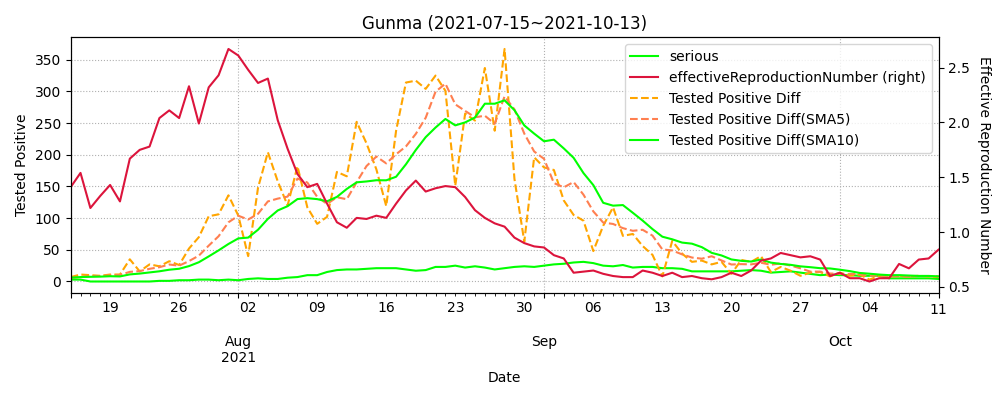 Gunma (2021-07-15~2021-10-13)
serious
effectiveReproductionNumber (right)
Tested Positive Diff
Tested Positive Diff(SMA5)
Tested Positive Diff(SMA10)
Tested Positive
350
300
250
200
150
100
50
0
2.5
2.0
1.5
1.0
0.5
Effective Reproduction Number
19 26 02 09 16 23 30 06 13 20 27 04 11
Aug Sep Oct
2021
Date